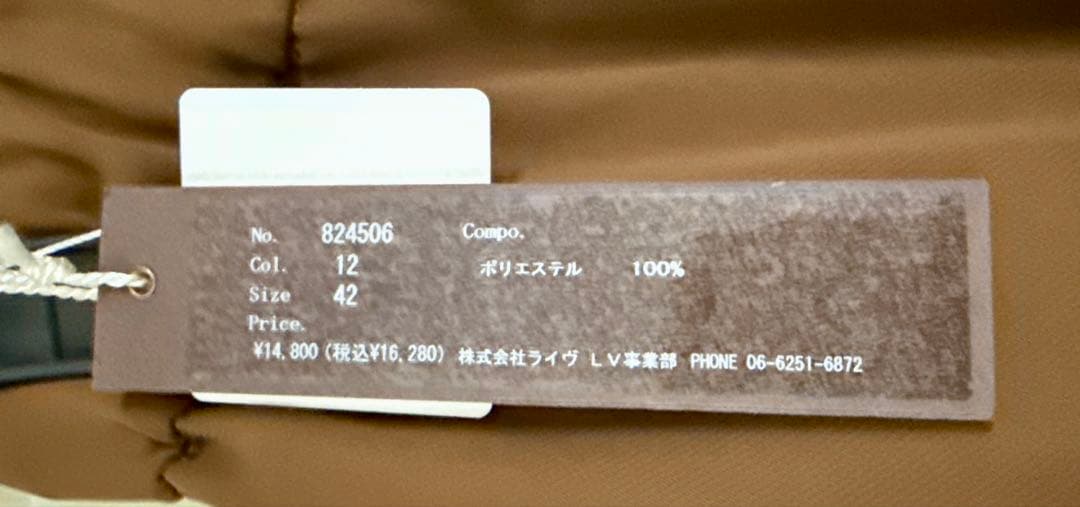 No. 824506 Compo.
Col. 12 ポリエステル 100%
Size 42
Price.
¥14,800 (税込¥16,280) 株式会社ライヴ LV事業部 PHONE 06-6251-6872